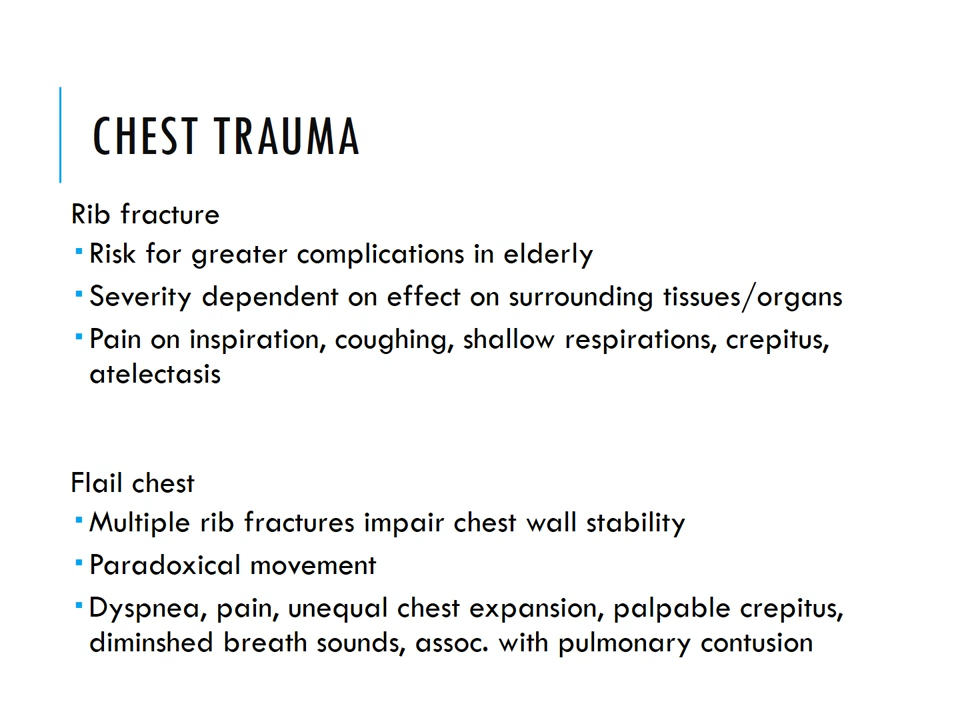 CHEST TRAUMA
Rib fracture
▪ Risk for greater complications in elderly
▪ Severity dependent on effect on surrounding tissues/organs
▪ Pain on inspiration, coughing, shallow respirations, crepitus,
atelectasis
Flail chest
▪ Multiple rib fractures impair chest wall stability
▪ Paradoxical movement
▪ Dyspnea, pain, unequal chest expansion, palpable crepitus,
diminshed breath sounds, assoc. with pulmonary contusion